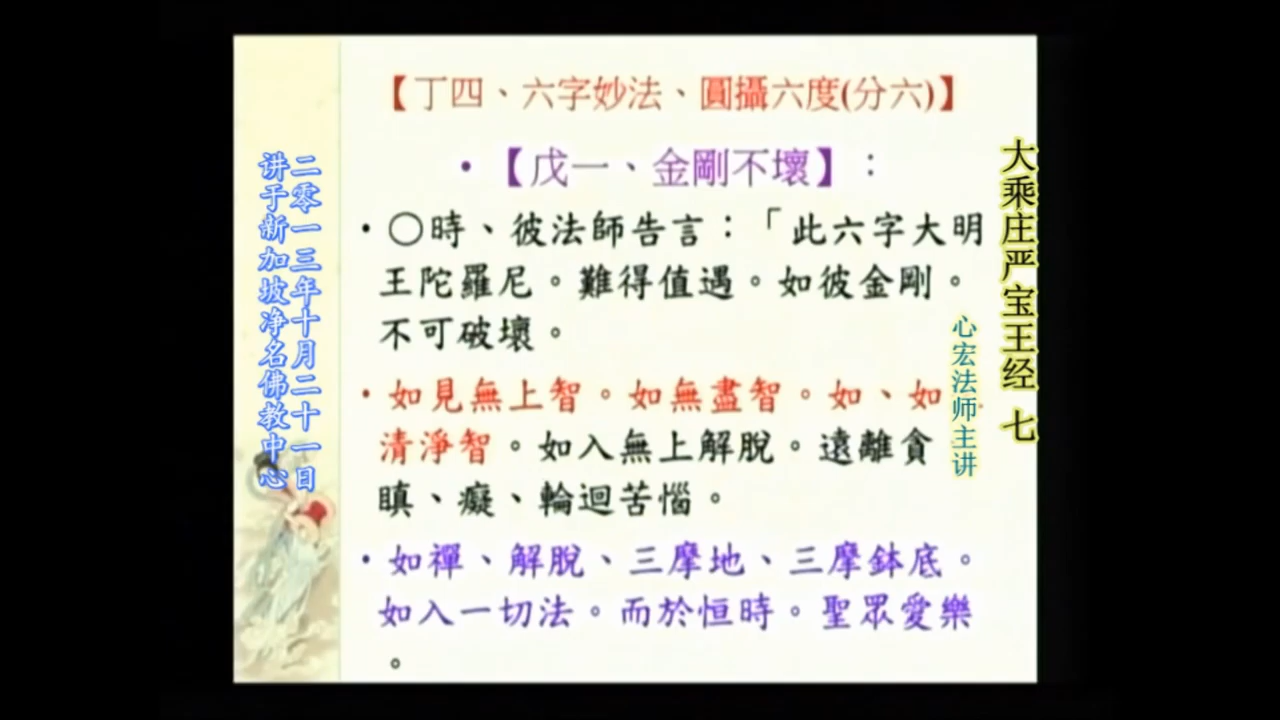 【丁四、六字妙法、圓攝六度(分六)】
•【戊一、金剛不壞】：
•○時、彼法師告言：「此六字大明
王陀羅尼。難得值遇。如彼金剛。
不可破壞。
•如見無上智。如無盡智。如、如
清淨智。如入無上解脫。遠離貪
瞋、癡、輪迴苦惱。
•如禪、解脫、三摩地、三摩鉢底。
如入一切法。而於恒時。聖眾愛樂
。
大乘庄严宝王经 七
心宏法师主讲
二零一三年十月二十一日
讲于新加坡净名佛教中心